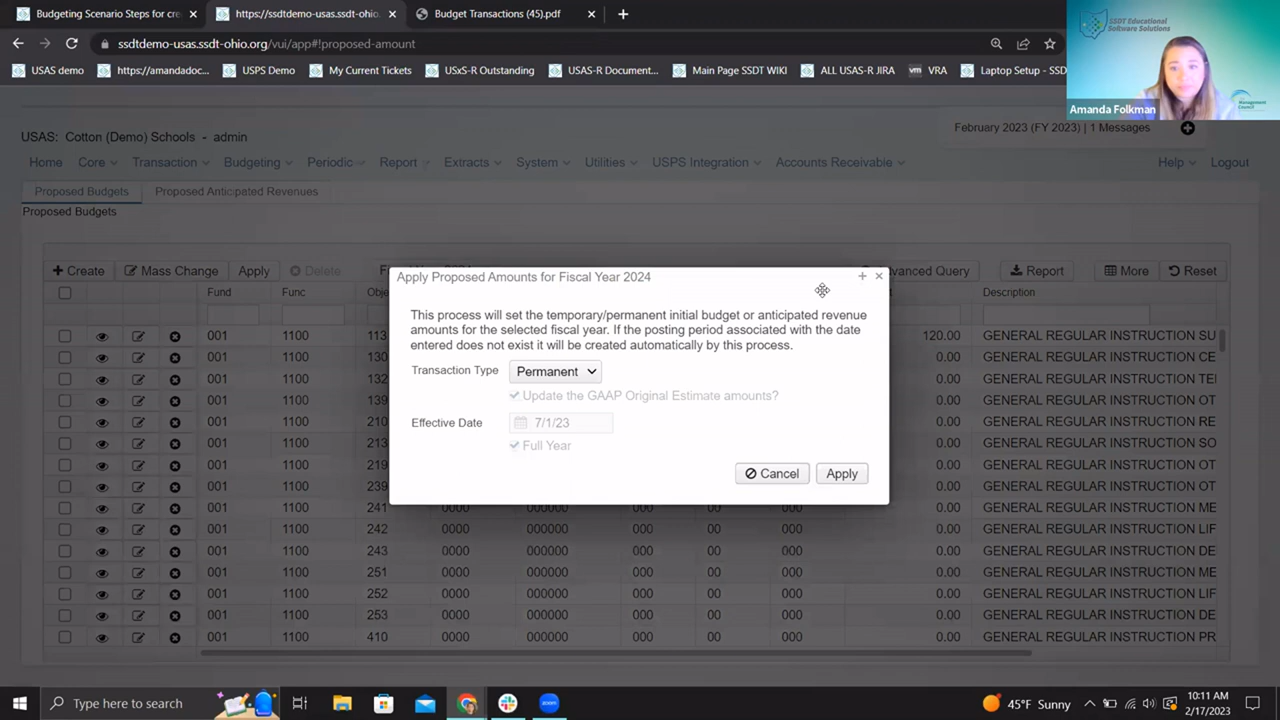 Budgeting Scenario Steps for cre
https://ssdtdemo-usas.ssdt-ohio.
Budget Transactions (45).pdf
ssdtdemo-usas.ssdt-ohio.org/vui/app#!proposed-amount
USAS demo
https://amandadoc...
USPS Demo
My Current Tickets
USxS Outstanding
USAS-R Document...
Main Page SSDT WIKI
ALL USAS-R JIRA
vm VRA
Laptop Setup - SSD
SSDT Educational
Software Solutions
Management
Council
Amanda Folkman
USAS: Cotton (Demo) Schools - admin
February 2023 (FY 2023) | 1 Messages
Home Core Transaction Budgeting Periodic Report Extracts System Utilities USPS Integration Accounts Receivable Help Logout
Proposed Budgets Proposed Anticipated Revenues
Proposed Budgets
Create Mass Change Apply Delete dvanced Query Report More Reset
Fund Func Obje Description
001 1100 113 120.00 GENERAL REGULAR INSTRUCTION SU
001 1100 130 0.00 GENERAL REGULAR INSTRUCTION CE
001 1100 132 0.00 GENERAL REGULAR INSTRUCTION TEI
001 1100 139 0.00 GENERAL REGULAR INSTRUCTION OT
001 1100 210 0.00 GENERAL REGULAR INSTRUCTION RE
001 1100 213 0.00 GENERAL REGULAR INSTRUCTION SO
001 1100 219 0.00 GENERAL REGULAR INSTRUCTION OT
001 1100 239 0.00 GENERAL REGULAR INSTRUCTION OT
001 1100 241 0000 000000 000 00 000 0.00 GENERAL REGULAR INSTRUCTION ME
001 1100 242 0000 000000 000 00 000 0.00 GENERAL REGULAR INSTRUCTION LIF
001 1100 243 0000 000000 000 00 000 0.00 GENERAL REGULAR INSTRUCTION DE
001 1100 251 0000 000000 000 00 000 0.00 GENERAL REGULAR INSTRUCTION ME
001 1100 252 0000 000000 000 00 000 0.00 GENERAL REGULAR INSTRUCTION LIF
001 1100 253 0000 000000 000 00 000 0.00 GENERAL REGULAR INSTRUCTION DE
001 1100 410 0000 000000 000 00 000 0.00 GENERAL REGULAR INSTRUCTION PR
Apply Proposed Amounts for Fiscal Year 2024
This process will set the temporary/permanent initial budget or anticipated revenue
amounts for the selected fiscal year. If the posting period associated with the date
entered does not exist it will be created automatically by this process.
Transaction Type Permanent
Update the GAAP Original Estimate amounts?
Effective Date 7/1/23
Full Year
Cancel Apply
Type here to search
zoom
45°F Sunny
10:11 AM
2/17/2023